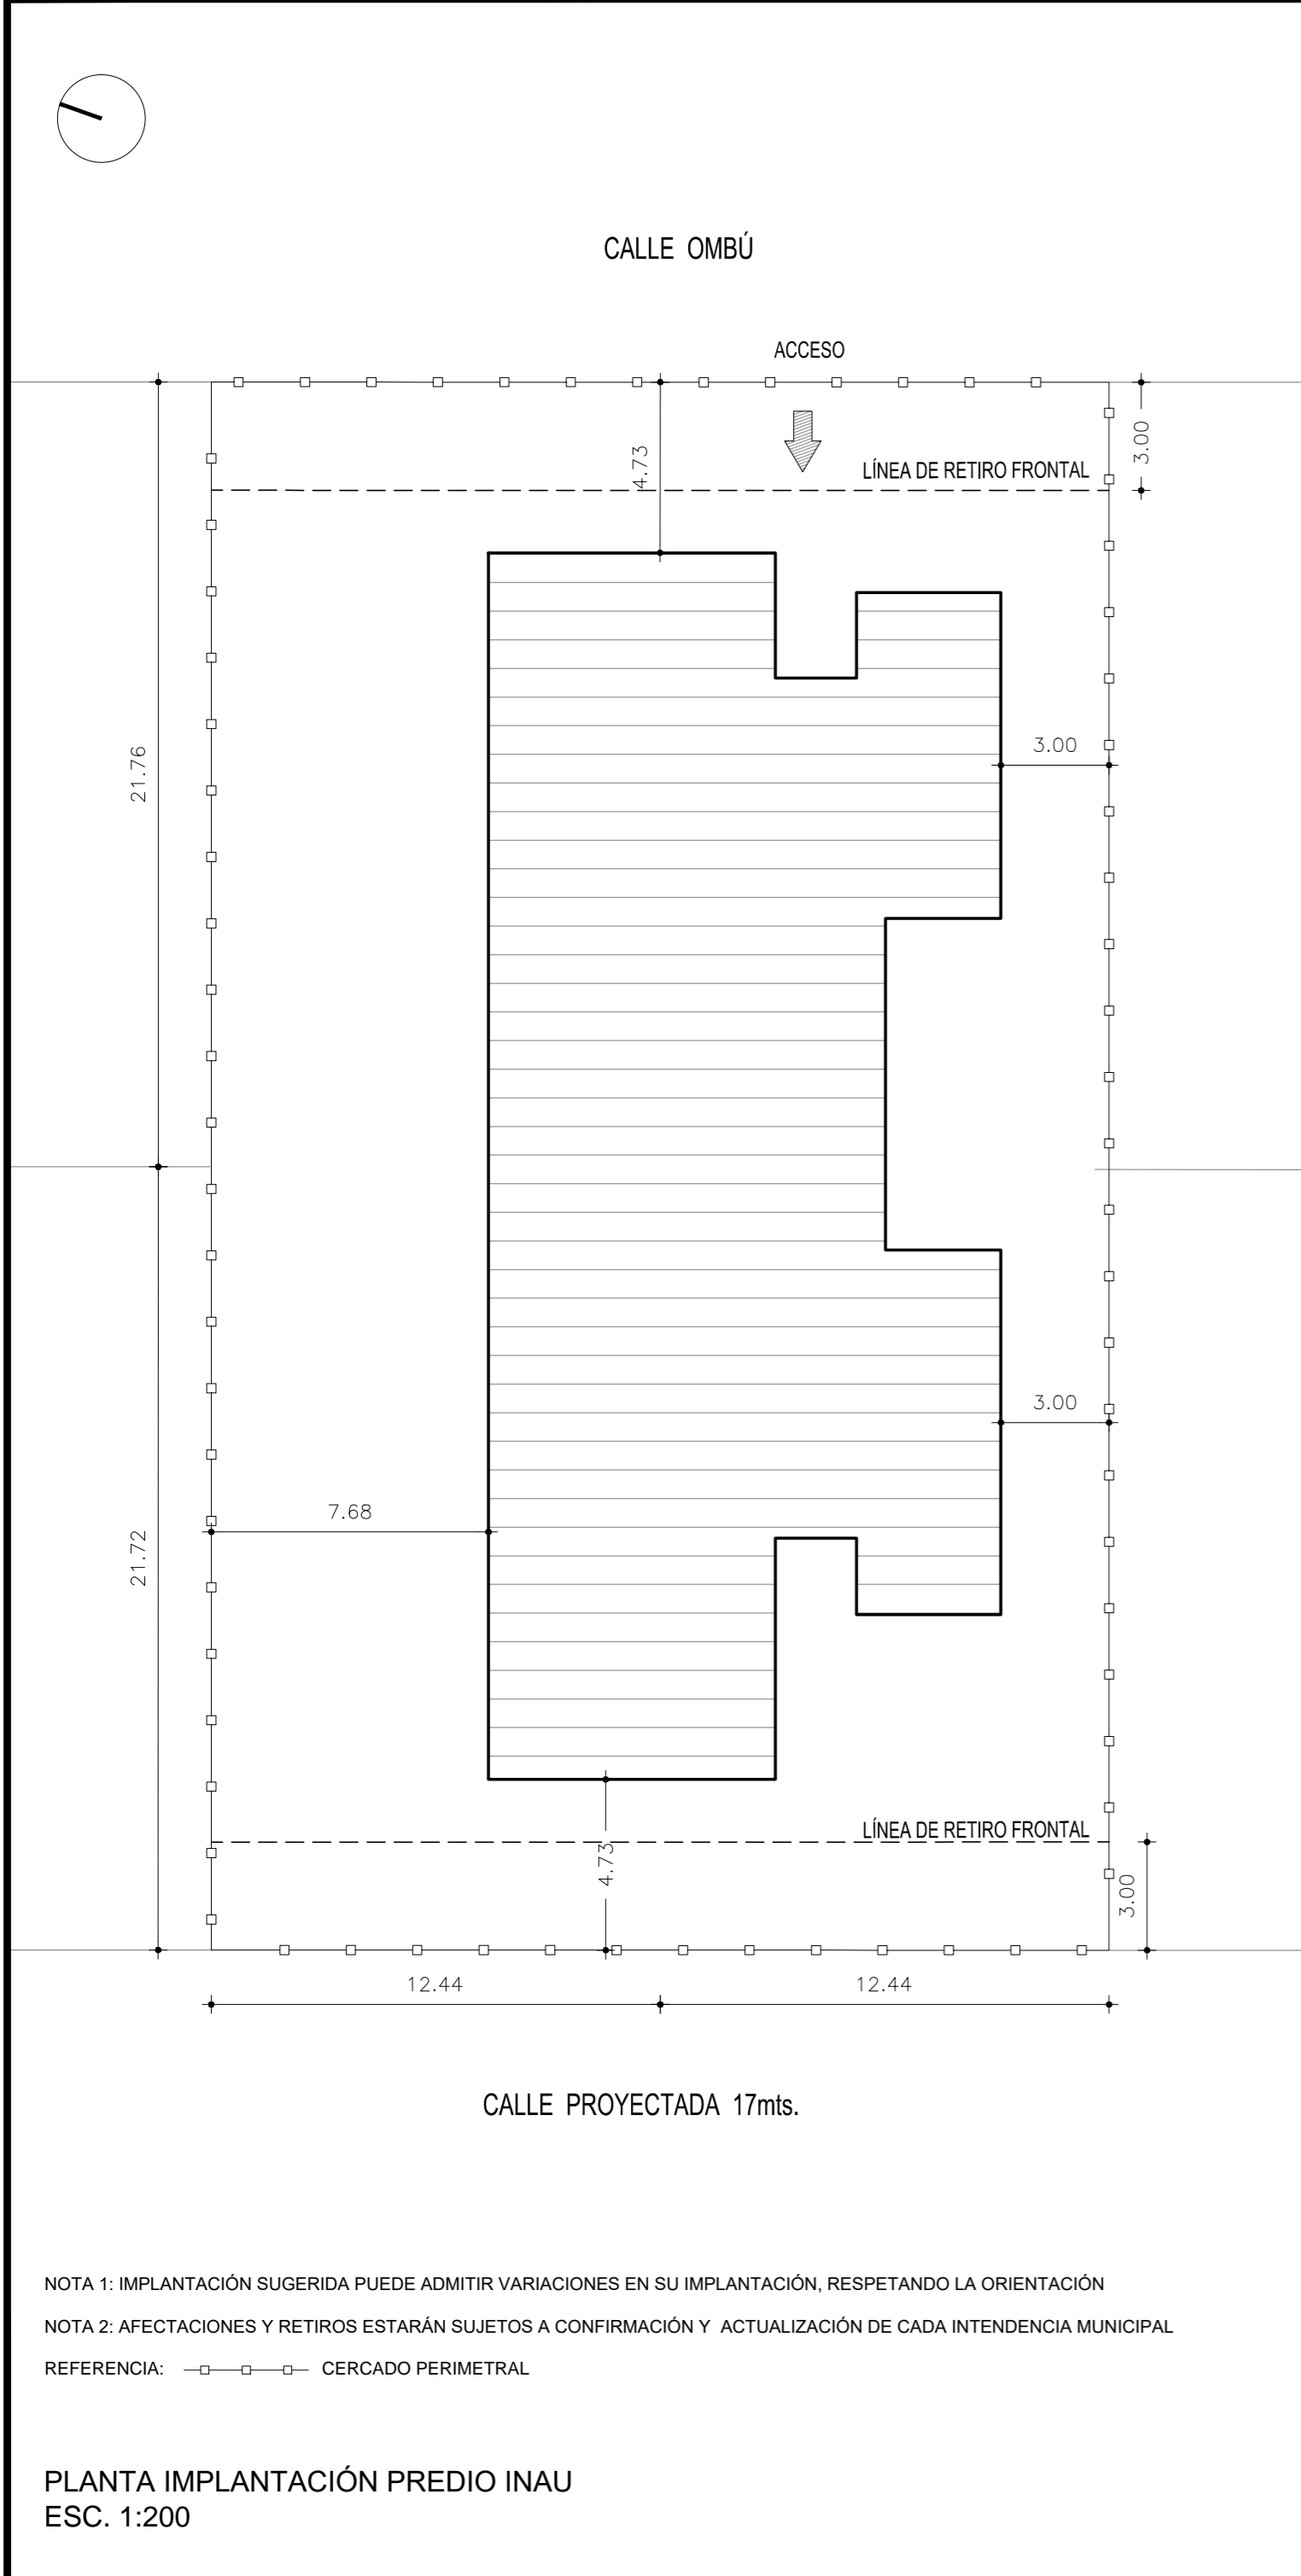 CALLE OMBÚ
ACCESO
3.00
4.73
LÍNEA DE RETIRO FRONTAL
3.00
21.76
3.00
7.68
21.72
LÍNEA DE RETIRO FRONTAL
4.73
3.00
12.44
12.44
CALLE PROYECTADA 17mts.
NOTA 1: IMPLANTACIÓN SUGERIDA PUEDE ADMITIR VARIACIONES EN SU IMPLANTACIÓN, RESPETANDO LA ORIENTACIÓN
NOTA 2: AFECTACIONES Y RETIROS ESTARÁN SUJETOS A CONFIRMACIÓN Y ACTUALIZACIÓN DE CADA INTENDENCIA MUNICIPAL
REFERENCIA: CERCADO PERIMETRAL
PLANTA IMPLANTACIÓN PREDIO INAU
ESC. 1:200